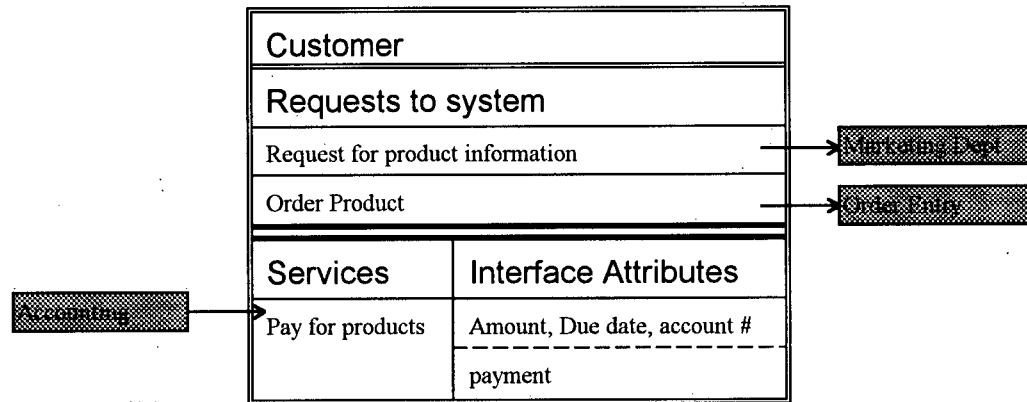 Customer
Requests to system
Request for product information
Marketing Dept
Order Product
Order Entry
Services
Interface Attributes
Accounting
Pay for products
Amount, Due date, account #
payment